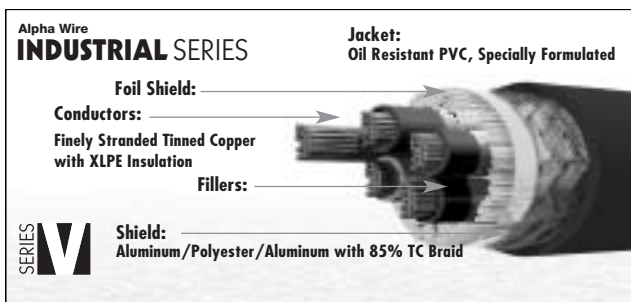 Alpha Wire
INDUSTRIAL SERIES
Jacket:
Oil Resistant PVC, Specially Formulated
Foil Shield:
Conductors:
Finely Stranded Tinned Copper
with XLPE Insulation
Fillers:
SERIES V
Shield:
Aluminum/Polyester/Aluminum with 85% TC Braid